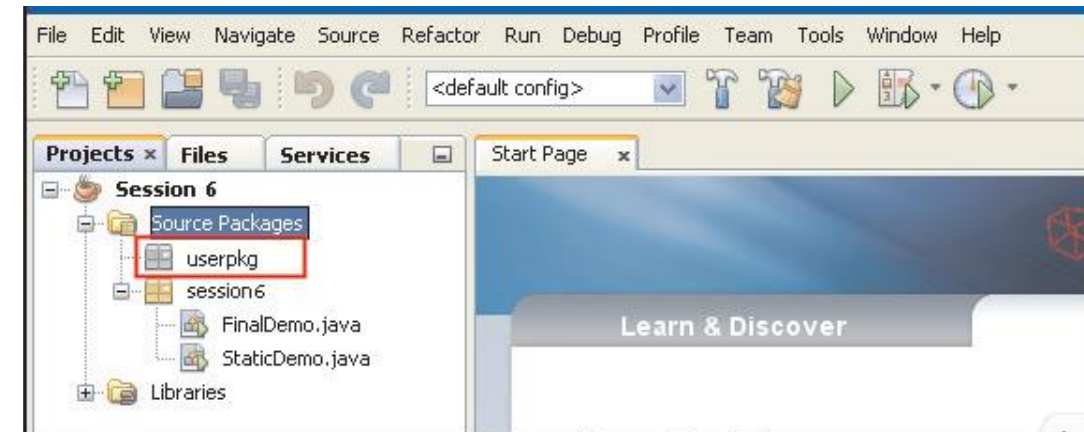 File Edit View Navigate Source Refactor Run Debug Profile Team Tools Window Help
<default config>
Projects Files Services Start Page
Session 6
Source Packages
userpkg
session6
FinalDemo.java
StaticDemo.java
Libraries
Learn & Discover